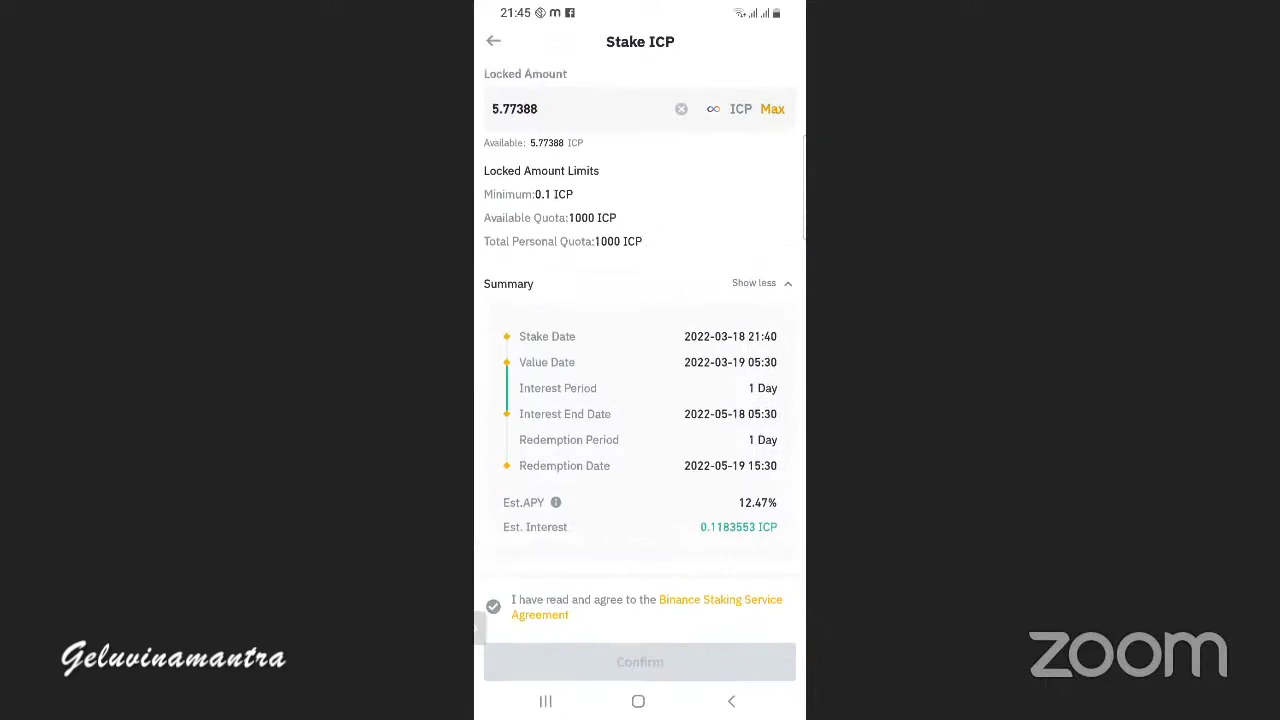 21:45
Stake ICP
Locked Amount
5.77388 ICP Max
Available: 5.77388 ICP
Locked Amount Limits
Minimum:0.1 ICP
Available Quota:1000 ICP
Total Personal Quota:1000 ICP
Summary Show less
Stake Date 2022-03-18 21:40
Value Date 2022-03-19 05:30
Interest Period 1 Day
Interest End Date 2022-05-18 05:30
Redemption Period 1 Day
Redemption Date 2022-05-19 15:30
Est.APY 12.47%
Est. Interest 0.1183553 ICP
I have read and agree to the Binance Staking Service
Agreement
Confirm
Geluvinamantra
zoom